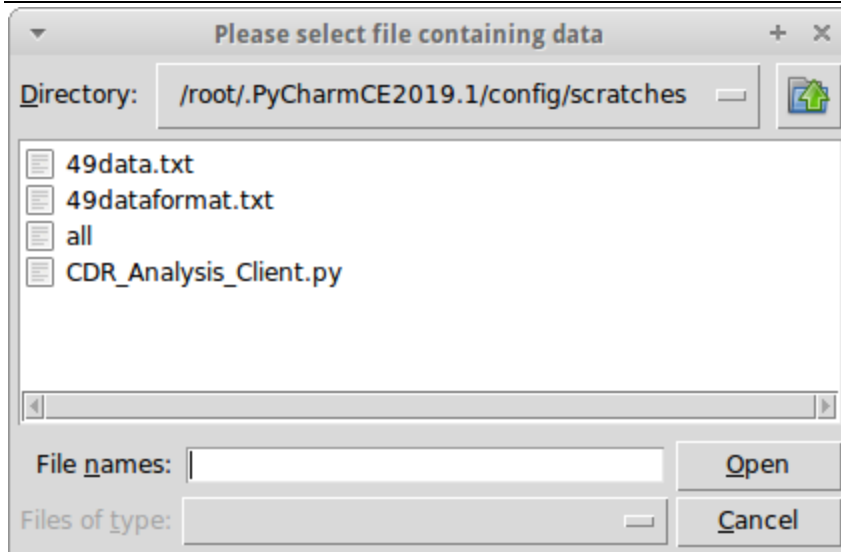 Please select file containing data
Directory: /root/.PyCharmCE2019.1/config/scratches
49data.txt
49dataformat.txt
all
CDR_Analysis_Client.py
File names: Open
Files of type: Cancel